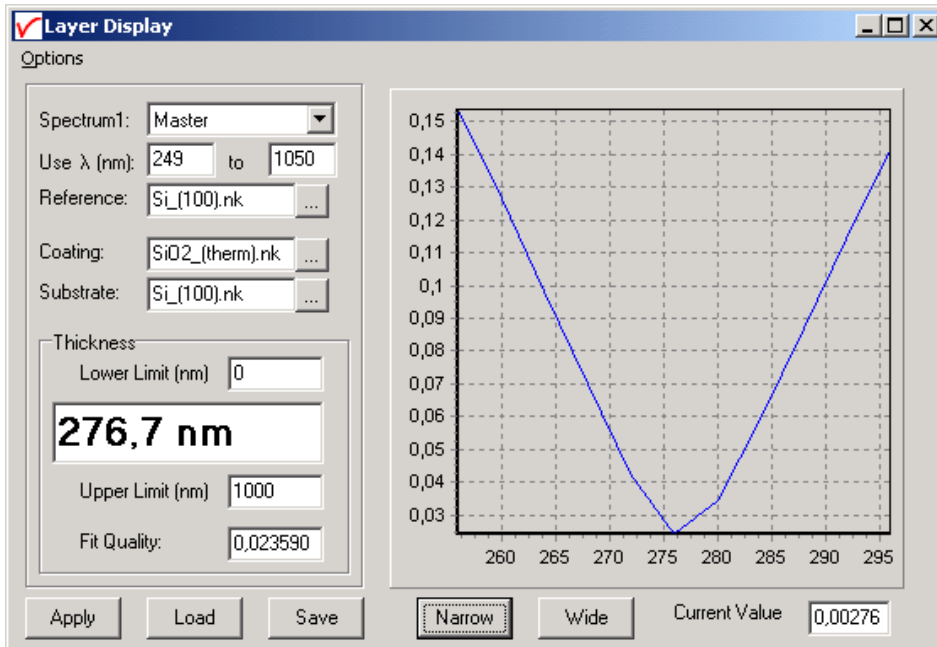 Layer Display
Options
Spectrum1: Master
Use λ (nm): 249 to 1050
Reference: Si_(100).nk ...
Coating: SiO2_(therm).nk ...
Substrate: Si_(100).nk ...
Thickness
Lower Limit (nm) 0
276,7 nm
Upper Limit (nm) 1000
Fit Quality: 0,023590
Apply Load Save
0,15
0,14
0,13
0,12
0,11
0,1
0,09
0,08
0,07
0,06
0,05
0,04
0,03
260 265 270 275 280 285 290 295
Narrow Wide Current Value 0,00276